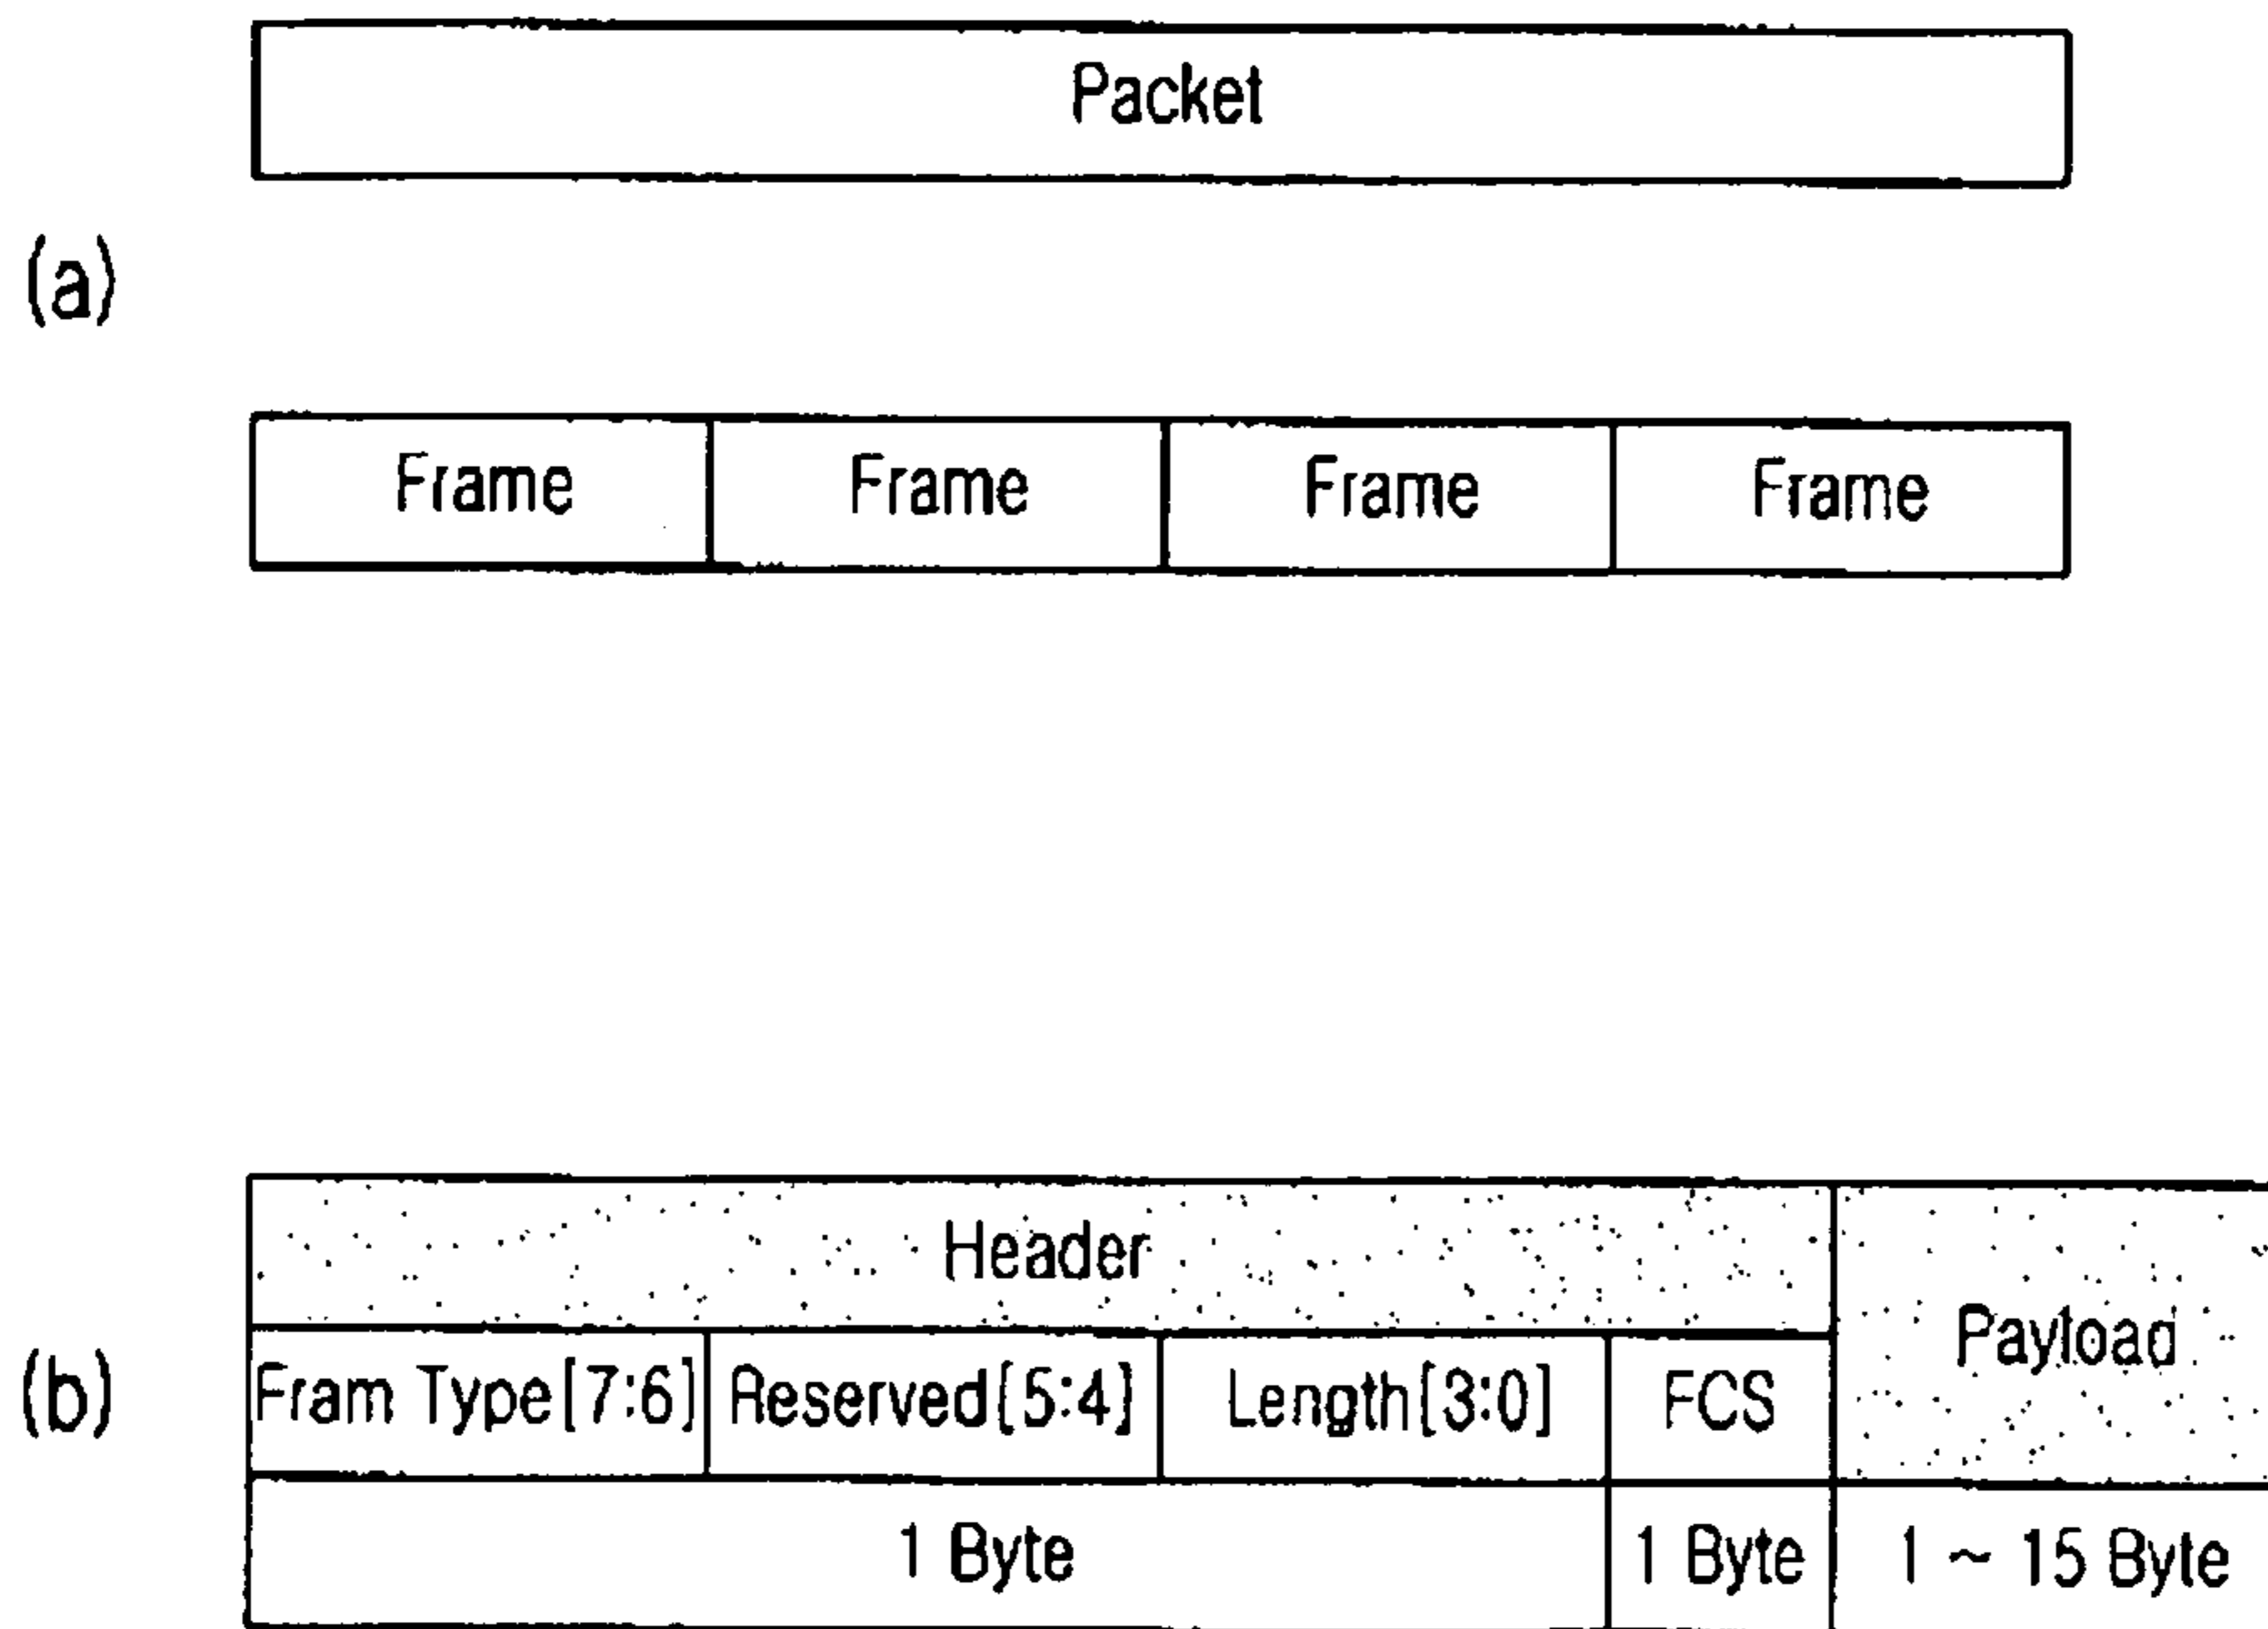 Packet
(a)
Frame Frame Frame Frame
Header
Payload
(b)
Fram Type[7:6] Reserved[5:4] Length[3:0] FCS
1 Byte 1 Byte 1 ~ 15 Byte